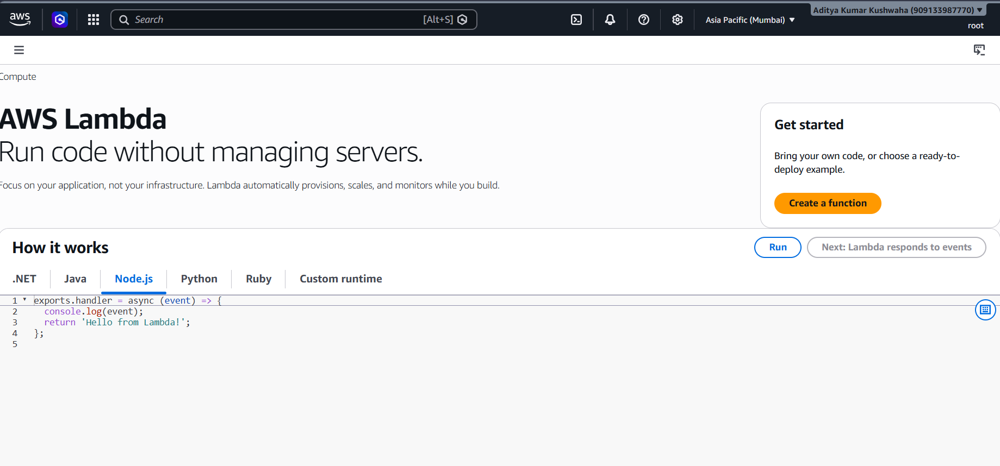 aws
Search [Alt+S]
Asia Pacific (Mumbai) ▼
Aditya Kumar Kushwaha (909133987770) ▼
root
Compute
AWS Lambda
Run code without managing servers.
Focus on your application, not your infrastructure. Lambda automatically provisions, scales, and monitors while you build.
Get started
Bring your own code, or choose a ready-to-
deploy example.
Create a function
How it works
Run
Next: Lambda responds to events
.NET Java Node.js Python Ruby Custom runtime
1 exports.handler = async (event) => {
2 console.log(event);
3 return 'Hello from Lambda!';
4 };
5